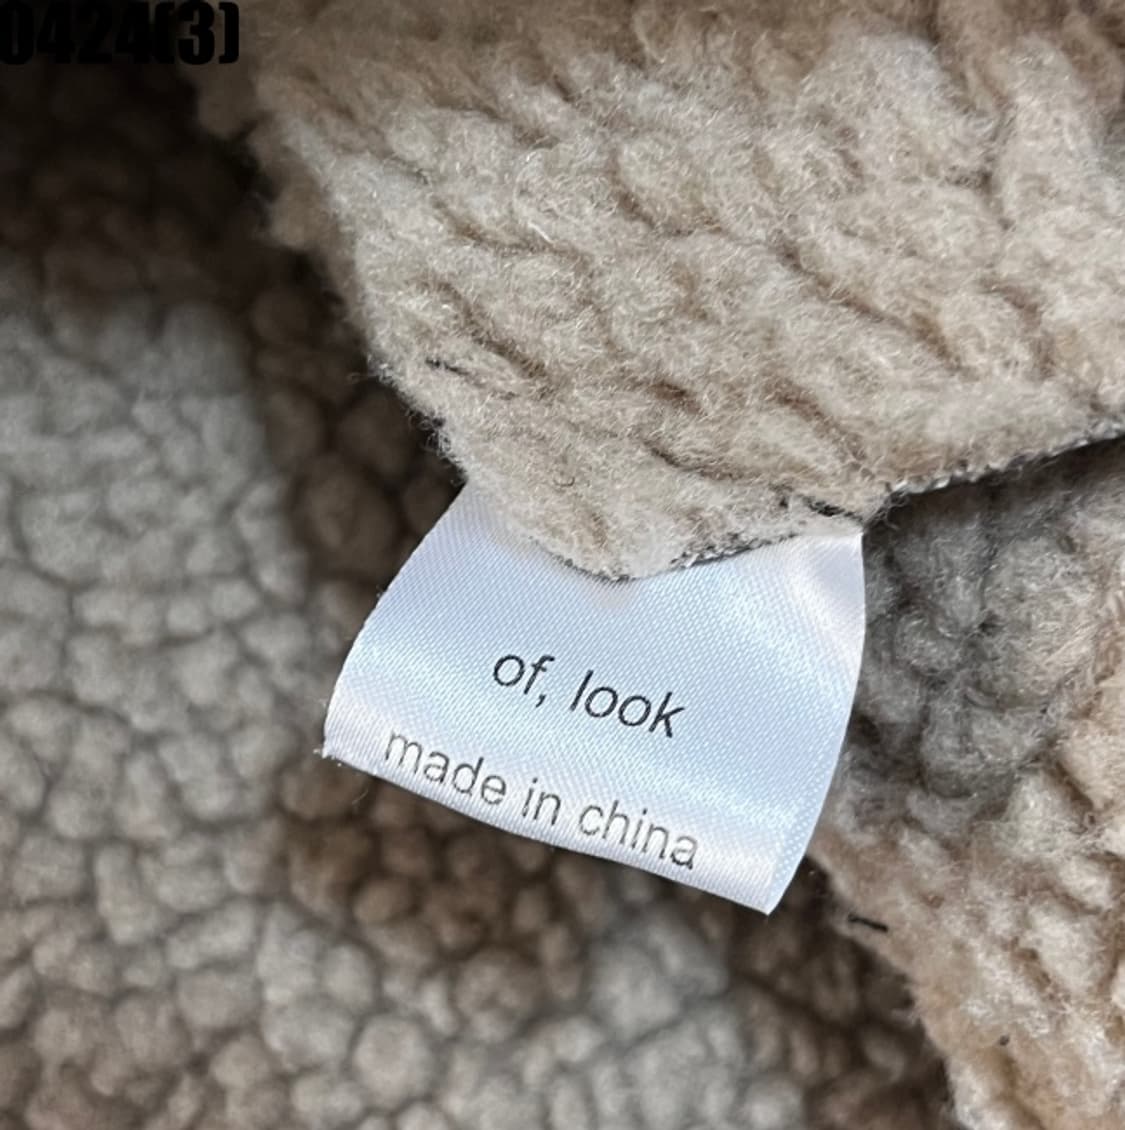 0424(3)
of, look
made in china